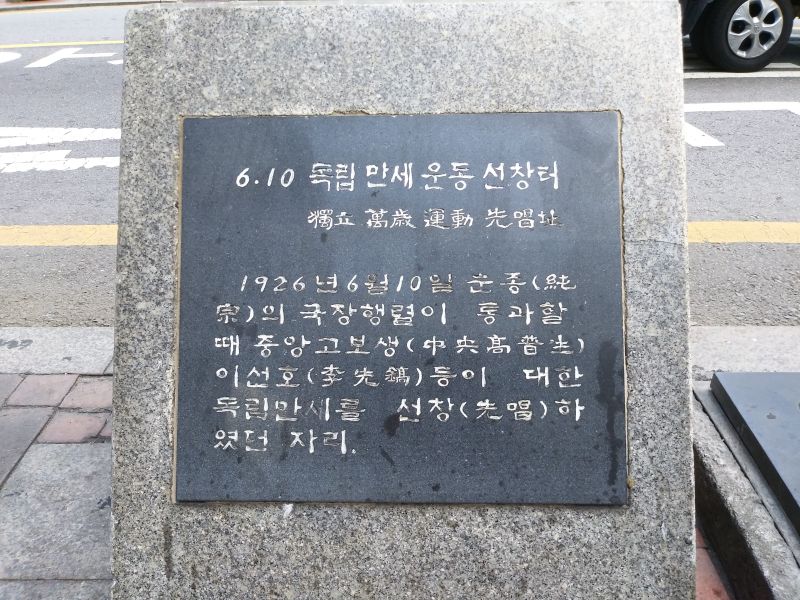 6.10 독립 만세 운동 선창터
獨立 萬歲 運動 先唱址
1926년 6월 10일 순종(純
宗)의 국장행렬이 통과할
때 중앙고보생(中央高普生)
이선호(李先鎬)등이 대한
독립만세를 선창(先唱)하
였던 자리.